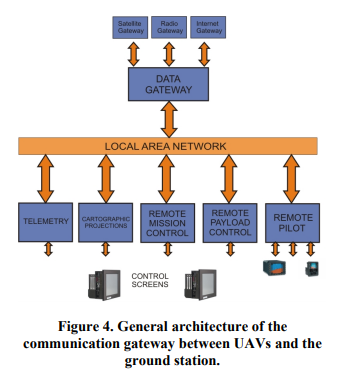 Satellite Gateway
Radio Gateway
Internet Gateway
DATA GATEWAY
LOCAL AREA NETWORK
TELEMETRY
CARTOGRAPHIC PROJECTIONS
REMOTE MISSION CONTROL
REMOTE PAYLOAD CONTROL
REMOTE PILOT
CONTROL SCREENS
Figure 4. General architecture of the
communication gateway between UAVs and the
ground station.